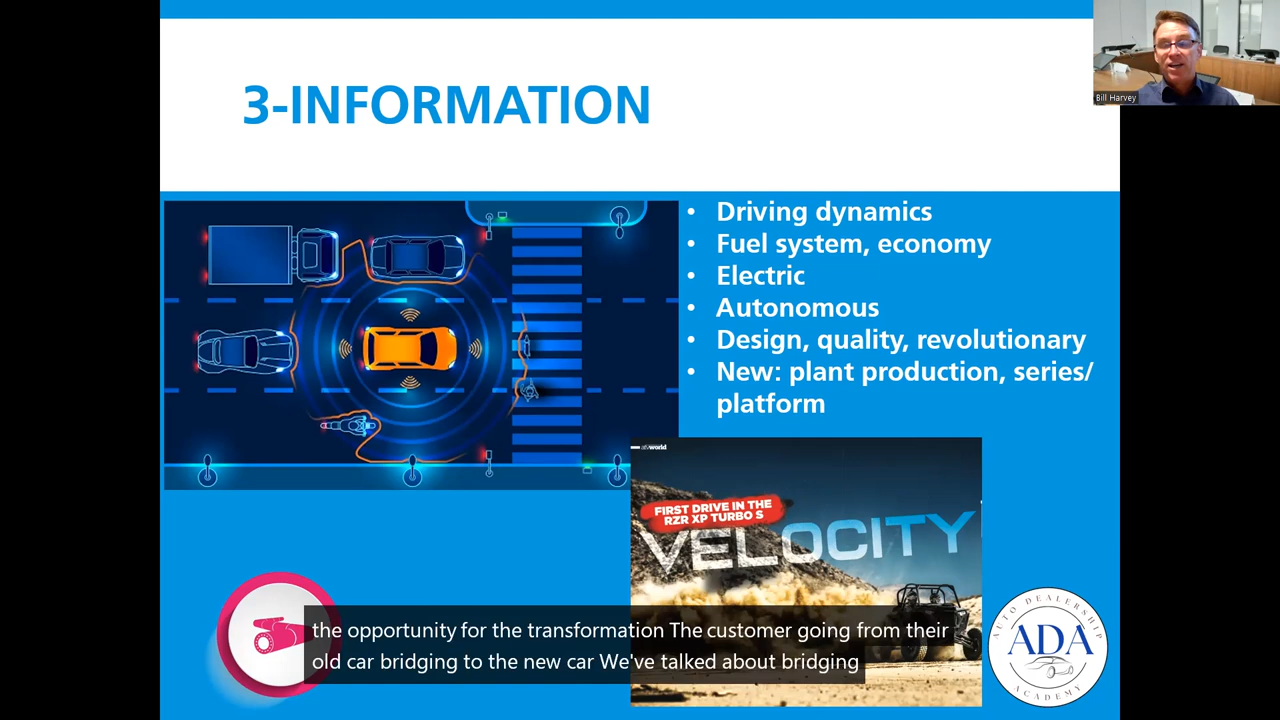 3-INFORMATION
Bill Harvey
• Driving dynamics
• Fuel system, economy
• Electric
• Autonomous
• Design, quality, revolutionary
• New: plant production, series/
platform
world
FIRST DRIVE IN THE
RZR XP TURBO S
VELOCITY
the opportunity for the transformation The customer going from their
old car bridging to the new car We've talked about bridging
AUTO DEALERSHIP
ADA
ACADEMY